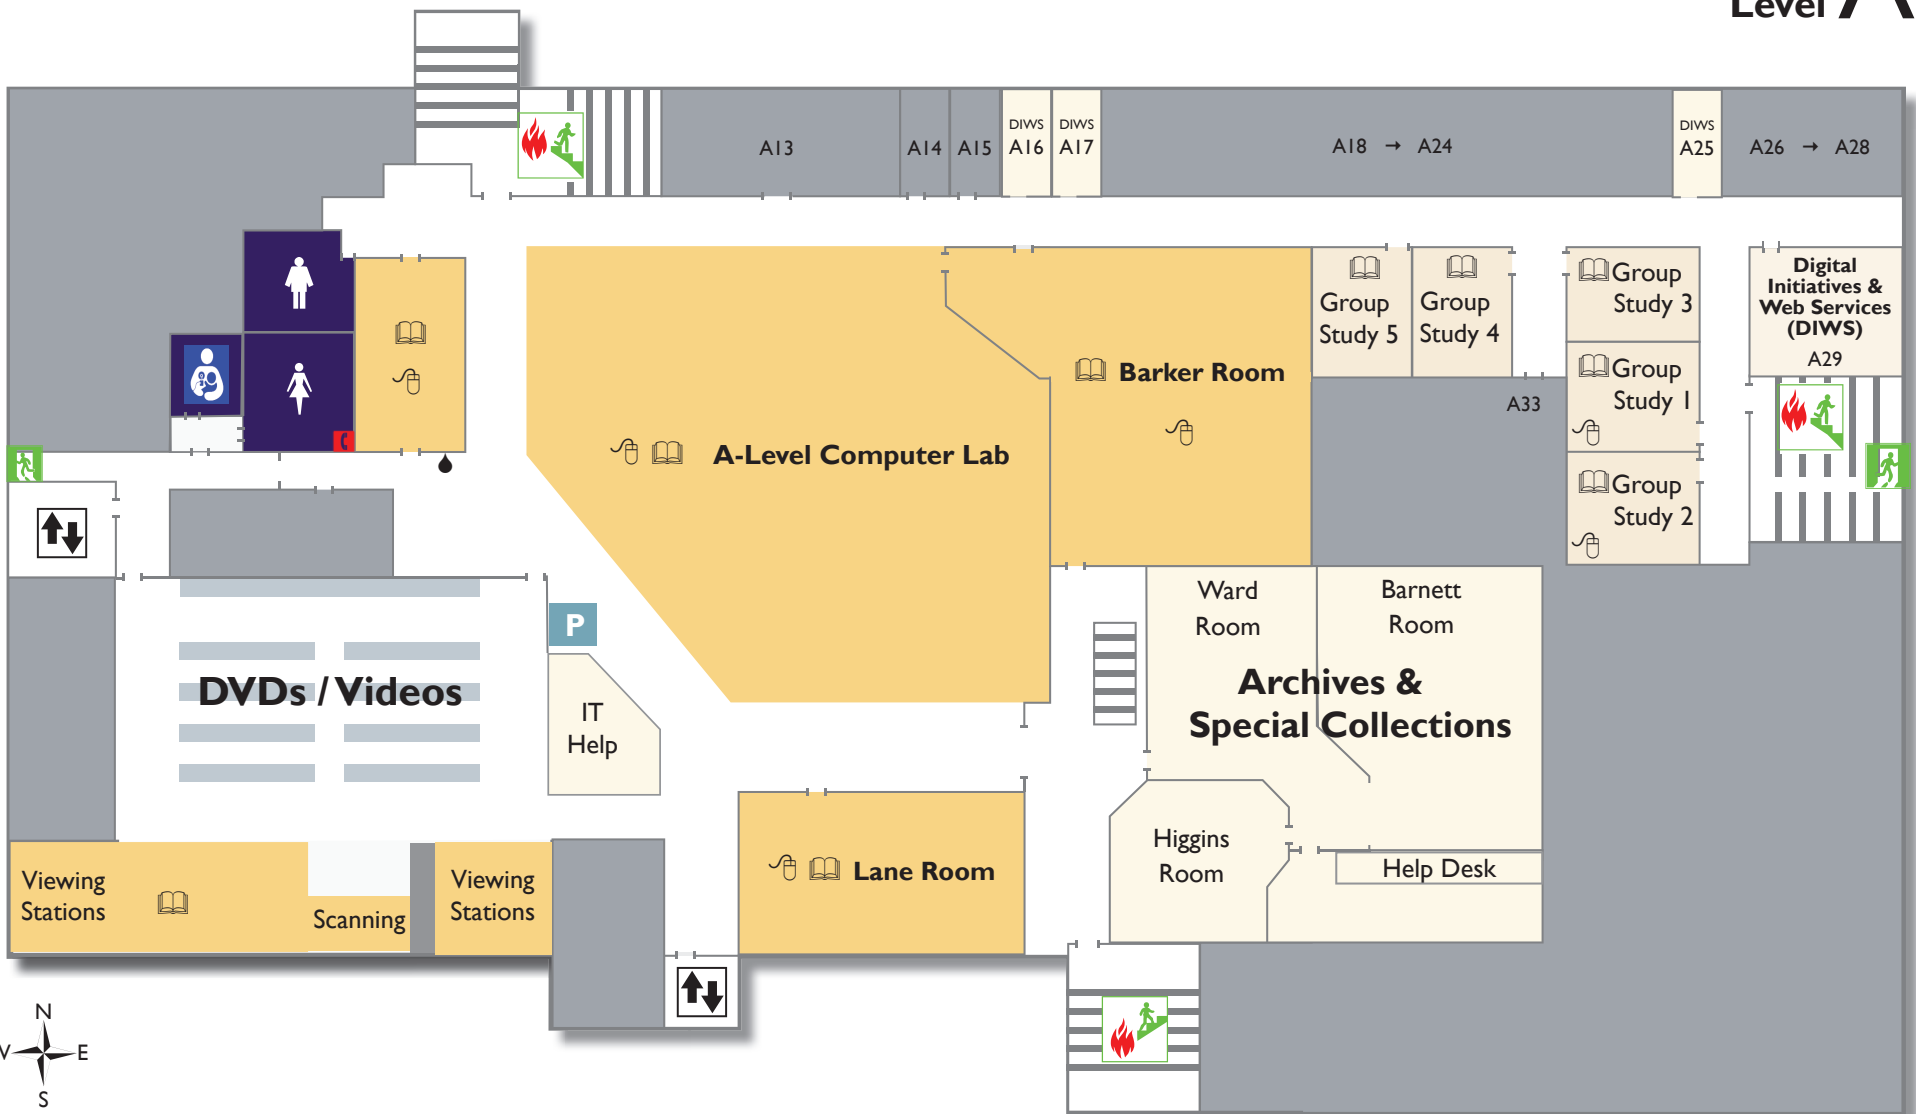 Level A
A13
A14
A15
DIWS
A16
DIWS
A17
A18 → A24
DIWS
A25
A26 → A28
Group
Study 5
Group
Study 4
Group
Study 3
Digital
Initiatives &
Web Services
(DIWS)
A29
Group
Study 1
A33
Group
Study 2
Barker Room
A-Level Computer Lab
Ward
Room
Barnett
Room
P
DVDs / Videos
IT
Help
Archives &
Special Collections
Higgins
Room
Help Desk
Lane Room
Viewing
Stations
Scanning
Viewing
Stations
N
W
E
S